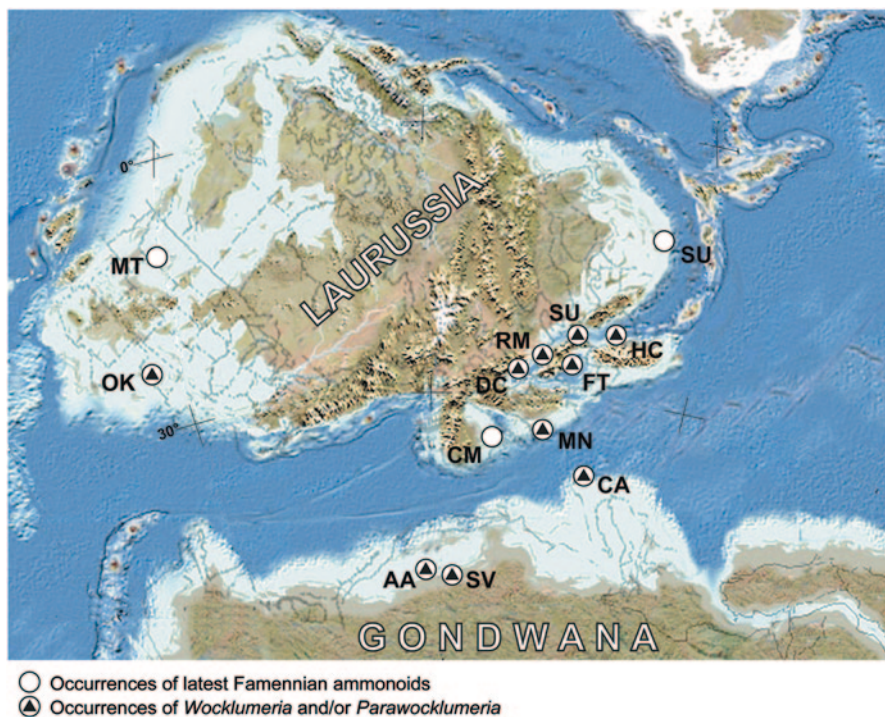 0°
LAURUSSIA
MT
SU
SU
RM
HC
OK
DC
FT
30°
MN
CM
CA
AA
SV
GONDWANA
Occurrences of latest Famennian ammonoids
Occurrences of Wocklumeria and/or Parawocklumeria